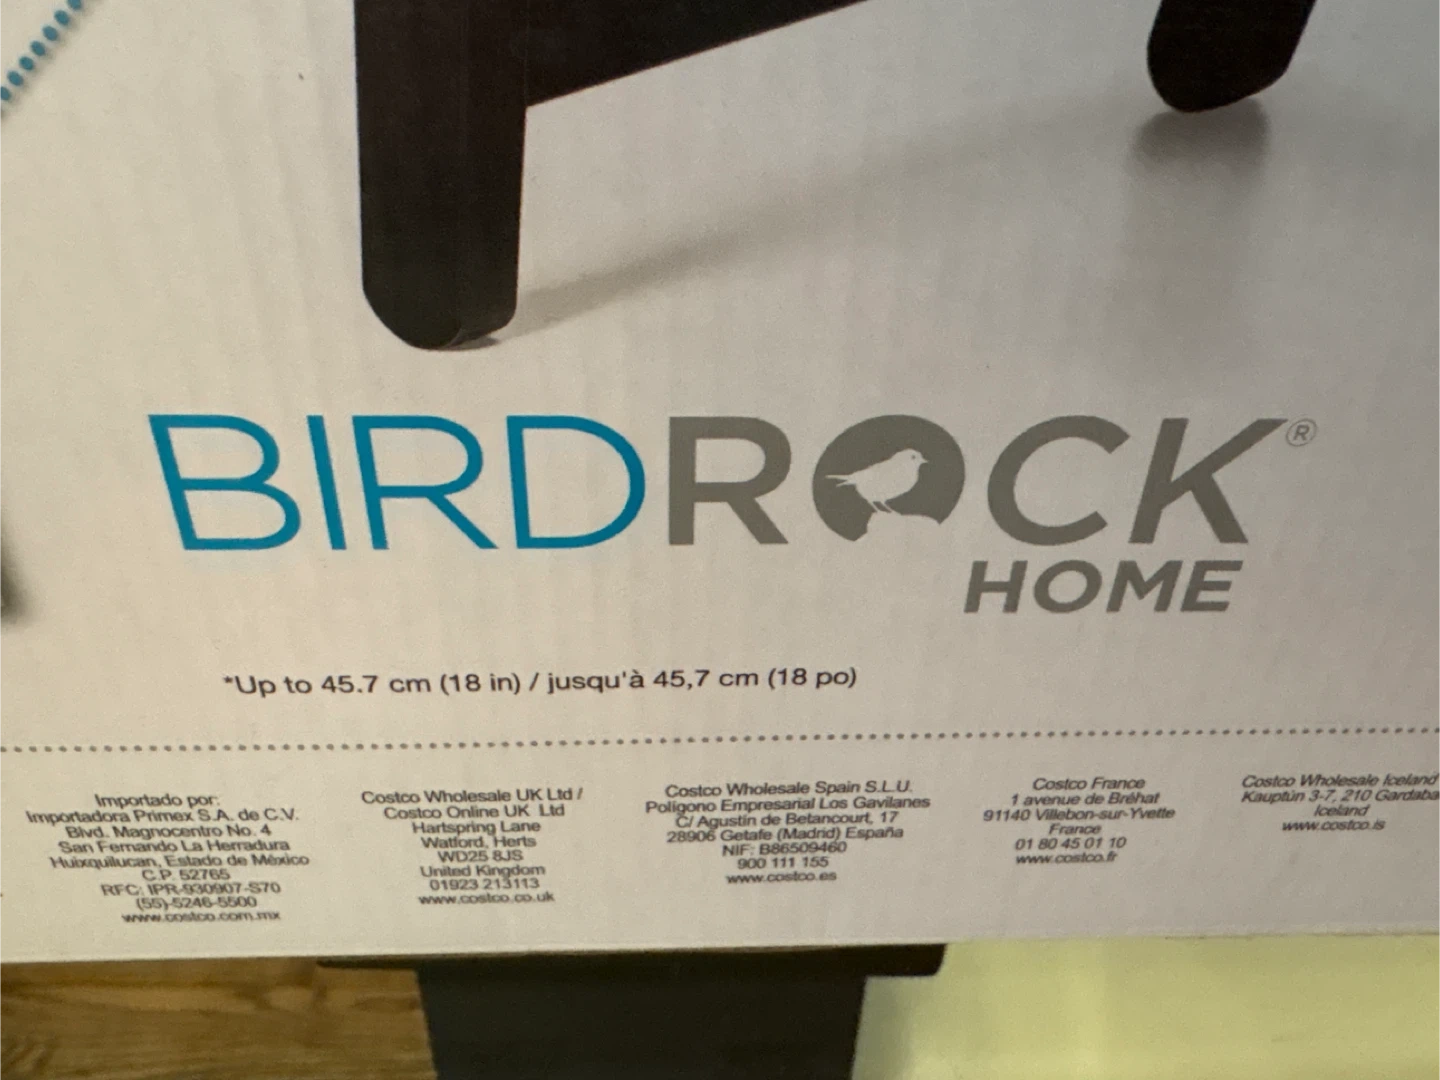 BIRDROCK®
HOME
*Up to 45.7 cm (18 in) / jusqu'à 45,7 cm (18 po)
Importado por:
Importadora Primex S.A. de C.V.
Blvd. Magnocentro No. 4
San Fernando La Herradura
Huixquilucan, Estado de México
C.P. 52765
RFC: IPR-930907-S70
(55)-5246-5500
www.costco.com.mx
Costco Wholesale UK Ltd /
Costco Online UK Ltd
Hartspring Lane
Watford, Herts
WD25 8JS
United Kingdom
01923 213113
www.costco.co.uk
Costco Wholesale Spain S.L.U.
Polígono Empresarial Los Gavilanes
C/ Agustín de Betancourt, 17
28906 Getafe (Madrid) España
NIF: B86509460
900 111 155
www.costco.es
Costco France
1 avenue de Bréhat
91140 Villebon-sur-Yvette
France
01 80 45 01 10
www.costco.fr
Costco Wholesale Iceland
Kauptún 3-7, 210 Gardaba
Iceland
www.costco.is